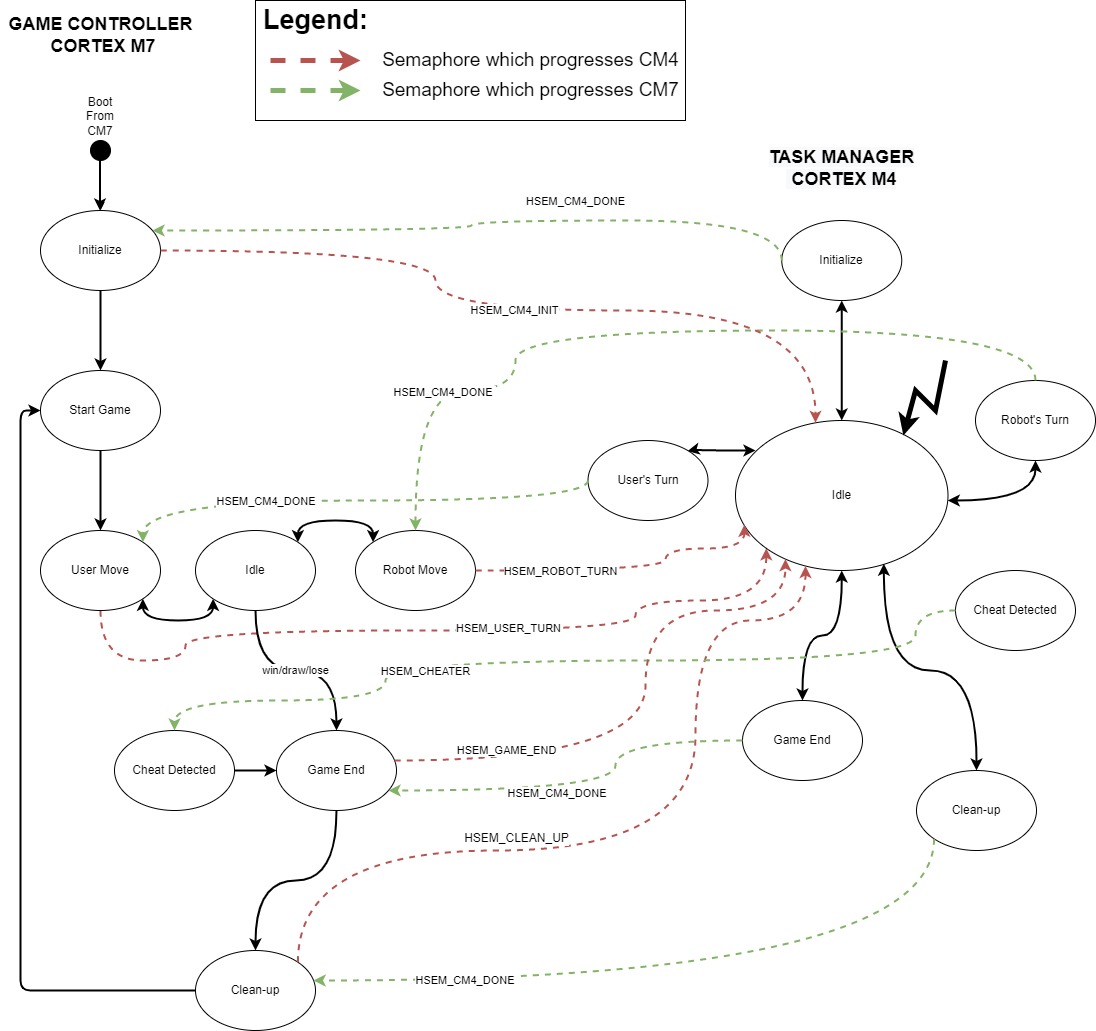 GAME CONTROLLER
CORTEX M7
Legend:
Semaphore which progresses CM4
Semaphore which progresses CM7
Boot
From
CM7
TASK MANAGER
CORTEX M4
HSEM_CM4_DONE
Initialize
Initialize
HSEM_CM4_INIT
HSEM_CM4_DONE
Start Game
Robot's Turn
User's Turn
Idle
HSEM_CM4_DONE
User Move
Idle
Robot Move
HSEM_ROBOT_TURN
Cheat Detected
HSEM_USER_TURN
win/draw/lose
HSEM_CHEATER
Game End
HSEM_GAME_END
Cheat Detected
Game End
HSEM_CM4_DONE
Clean-up
HSEM_CLEAN_UP
HSEM_CM4_DONE
Clean-up